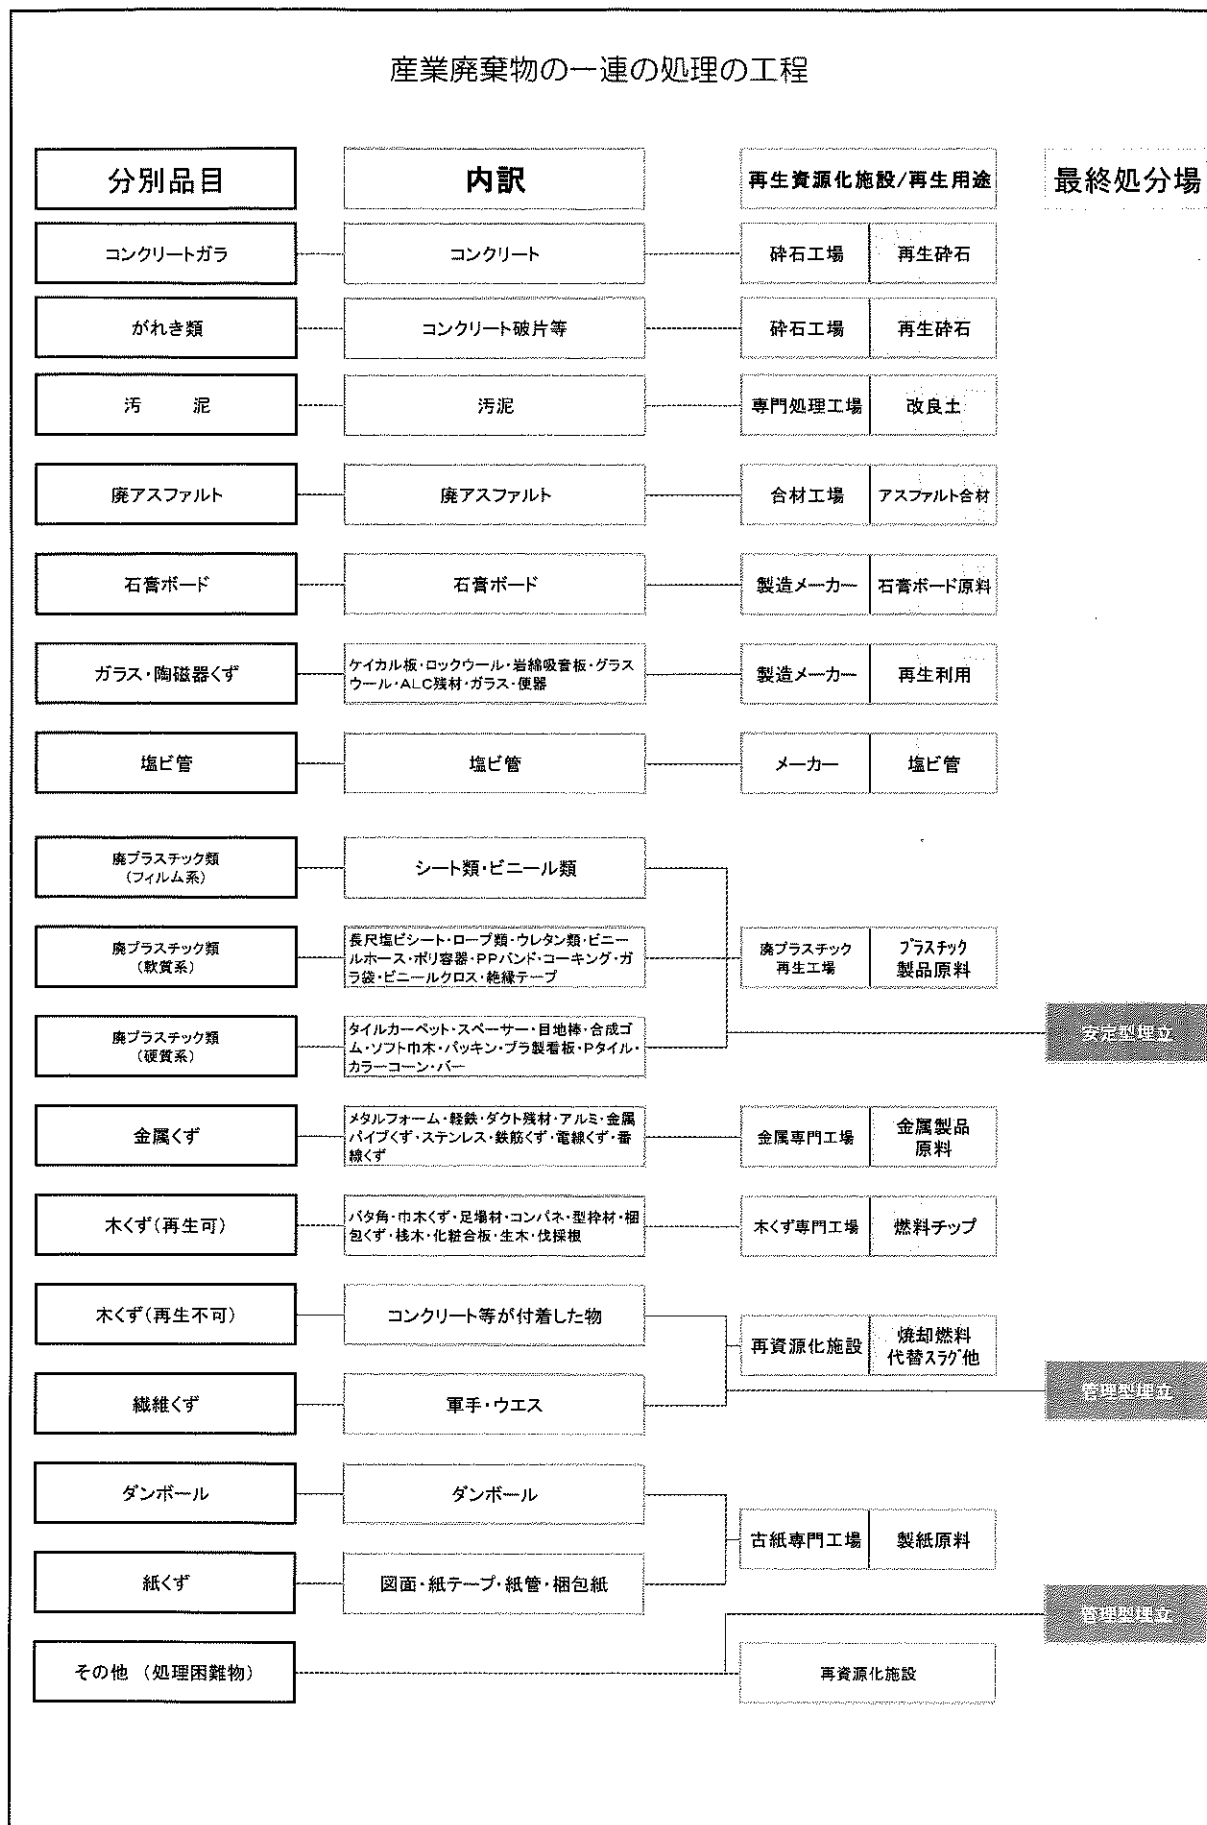 産業廃棄物の一連の処理の工程
分別品目
内訳
再生資源化施設/再生用途
最終処分場
コンクリートガラ
コンクリート
砕石工場
再生砕石
がれき類
コンクリート破片等
砕石工場
再生砕石
汚　　泥
汚泥
専門処理工場
改良土
廃アスファルト
廃アスファルト
合材工場
アスファルト合材
石膏ボード
石膏ボード
製造メーカー
石膏ボード原料
ガラス・陶磁器くず
ケイカル板・ロックウール・岩綿吸音板・グラス
ウール・ALC残材・ガラス・便器
製造メーカー
再生利用
塩ビ管
塩ビ管
メーカー
塩ビ管
廃プラスチック類
(フィルム系)
シート類・ビニール類
廃プラスチック類
(軟質系)
長尺塩ビシート・ロープ類・ウレタン類・ビニー
ルホース・ポリ容器・PPバンド・コーキング・ガ
ラ袋・ビニールクロス・絶縁テープ
廃プラスチック
再生工場
プラスチック
製品原料
廃プラスチック類
(硬質系)
タイルカーペット・スペーサー・目地棒・合成ゴ
ム・ソフト巾木・パッキン・プラ製看板・Pタイル・
カラーコーン・バー
安定型埋立
金属くず
メタルフォーム・軽鉄・ダクト残材・アルミ・金属
パイプくず・ステンレス・鉄筋くず・電線くず・番
線くず
金属専門工場
金属製品
原料
木くず(再生可)
バタ角・巾木くず・足場材・コンパネ・型枠材・梱
包くず・桟木・化粧合板・生木・伐採根
木くず専門工場
燃料チップ
木くず(再生不可)
コンクリート等が付着した物
再資源化施設
焼却燃料
代替スラグ他
管理型埋立
繊維くず
軍手・ウエス
ダンボール
ダンボール
古紙専門工場
製紙原料
紙くず
図面・紙テープ・紙管・梱包紙
管理型埋立
その他 (処理困難物)
再資源化施設